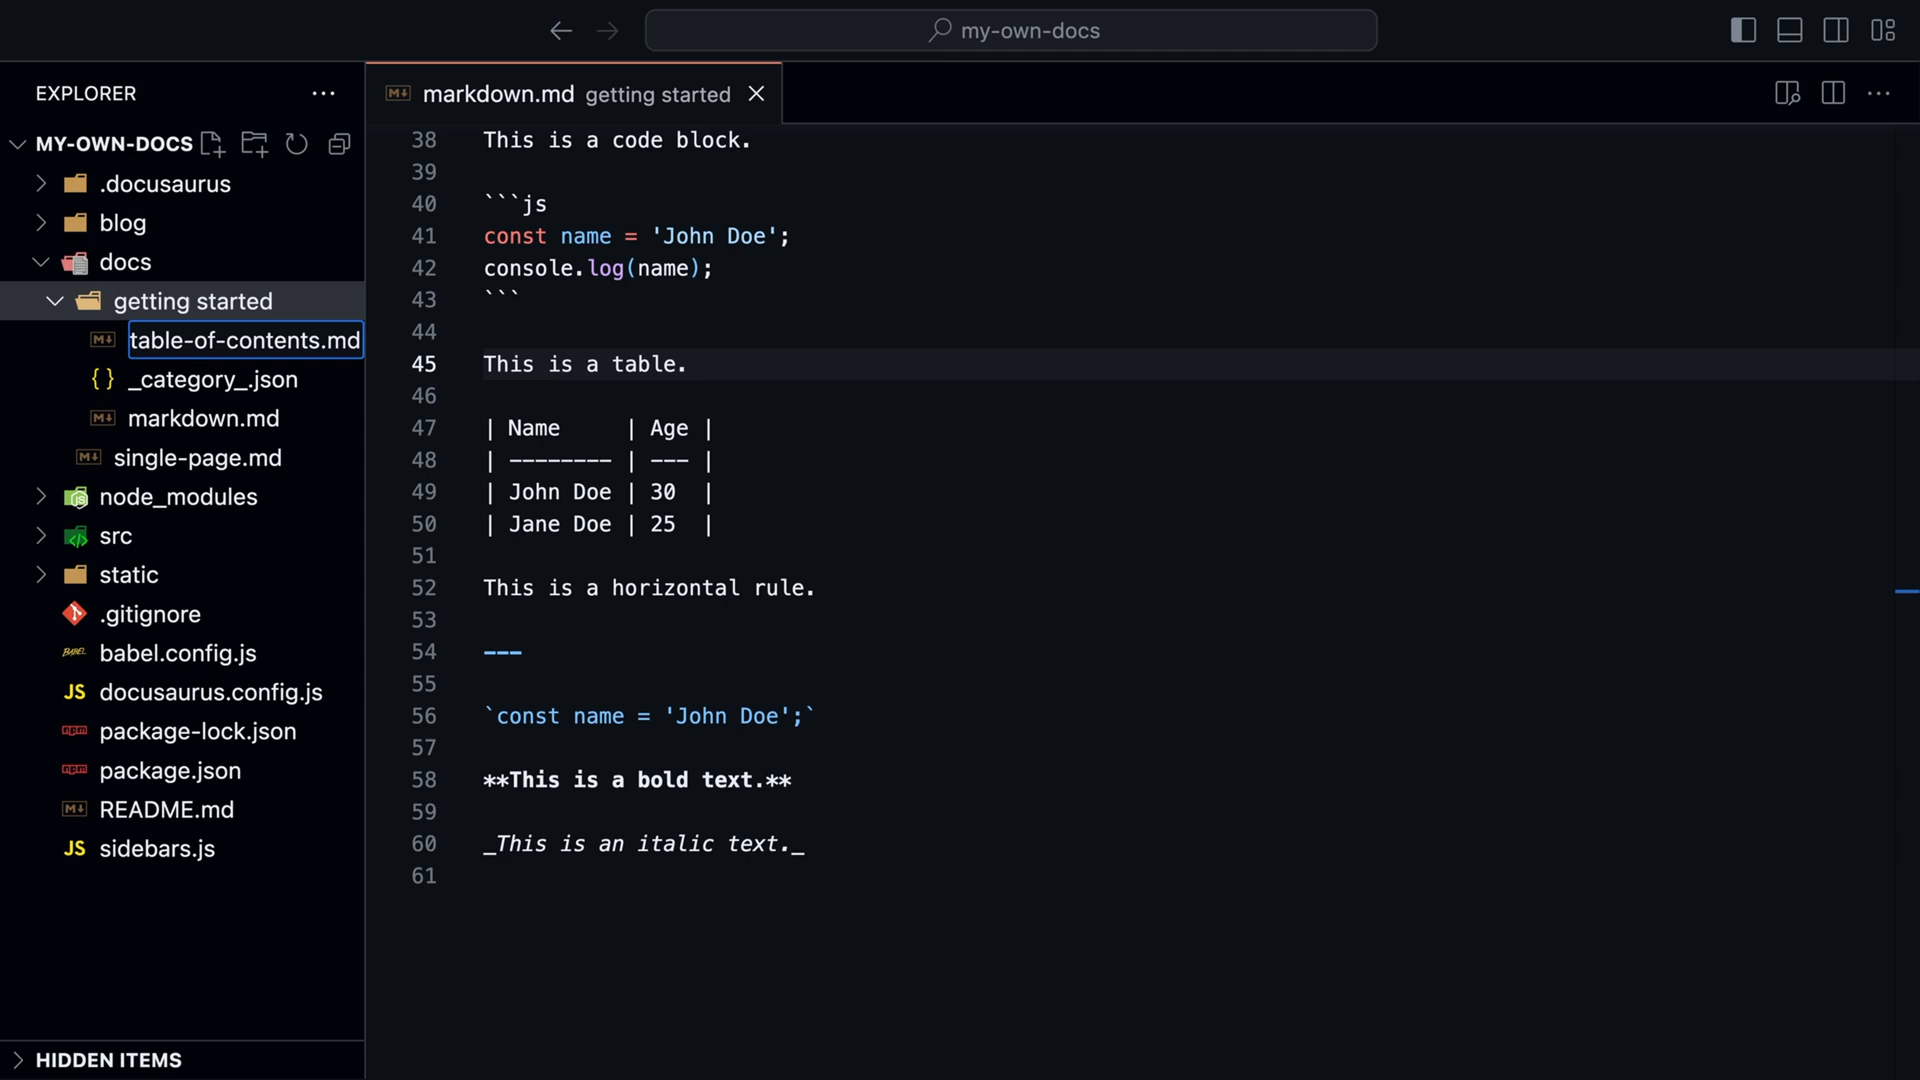 my-own-docs
EXPLORER
MY-OWN-DOCS
.docusaurus
blog
docs
getting started
table-of-contents.md
{ } _category_.json
markdown.md
single-page.md
node_modules
src
static
.gitignore
BABEL babel.config.js
JS docusaurus.config.js
package-lock.json
package.json
README.md
JS sidebars.js
HIDDEN ITEMS
markdown.md getting started
38 This is a code block.
39
40 ```js
41 const name = 'John Doe';
42 console.log(name);
43 ```
44
45 This is a table.
46
47 | Name     | Age |
48 | -------- | --- |
49 | John Doe | 30  |
50 | Jane Doe | 25  |
51
52 This is a horizontal rule.
53
54 ---
55
56 `const name = 'John Doe';`
57
58 **This is a bold text.**
59
60 _This is an italic text._
61